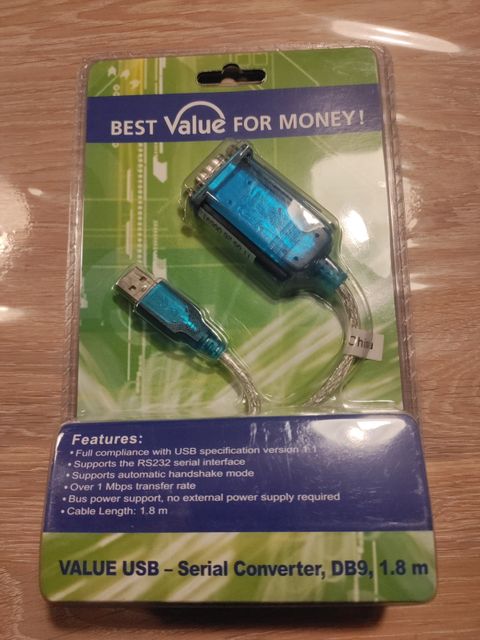 BEST Value FOR MONEY!
China
Features:
• Full compliance with USB specification version 1.1
• Supports the RS232 serial interface
• Supports automatic handshake mode
• Over 1 Mbps transfer rate
• Bus power support, no external power supply required
• Cable Length: 1.8 m
VALUE USB – Serial Converter, DB9, 1.8 m